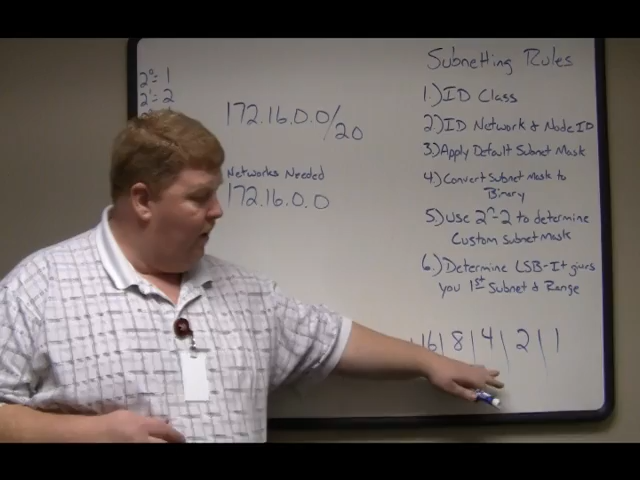 2⁰= 1
2¹= 2
172.16.0.0/20
Networks Needed
172.16.0.0
Subnetting Rules
1.) ID Class
2.) ID Network & Node ID
3.) Apply Default Subnet Mask
4.) Convert Subnet Mask to
Binary
5.) Use 2ⁿ-2 to determine
Custom Subnet Mask
6.) Determine LSB-It gives
you 1st Subnet & Range
16| 8| 4| 2| 1